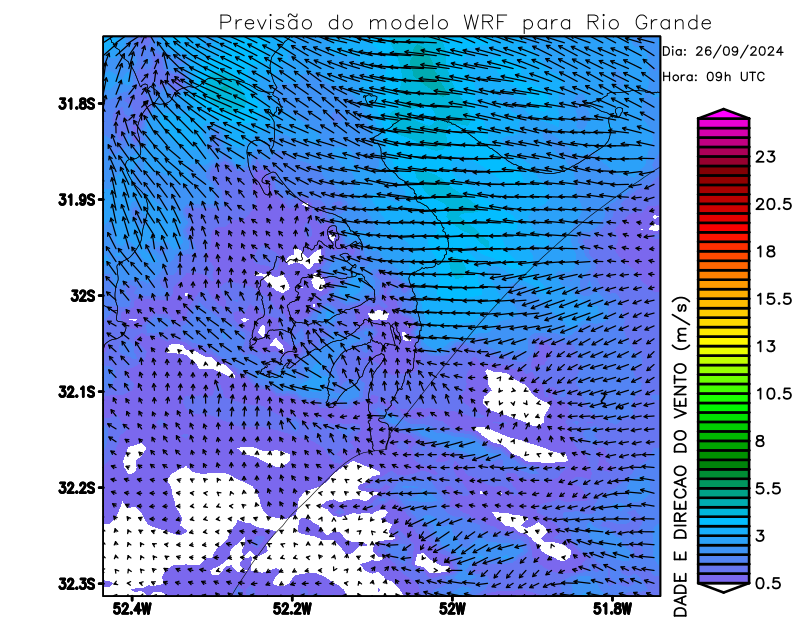 Previsão do modelo WRF para Rio Grande
Dia: 26/09/2024
Hora: 09h UTC
31.8S
31.9S
32S
32.1S
32.2S
32.3S
52.4W
52.2W
52W
51.8W
23
20.5
18
15.5
13
10.5
8
5.5
3
0.5
DADE E DIRECAO DO VENTO (m/s)